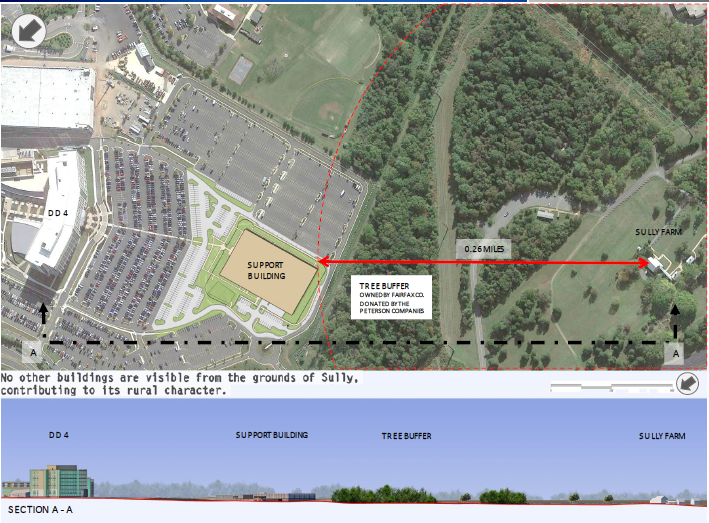 DD 4
SUPPORT
BUILDING
0.26 MILES
SULLY FARM
TREE BUFFER
OWNED BY FAIRFAX CO.
DONATED BY THE
PETERSON COMPANIES
A
A
No other buildings are visible from the grounds of Sully,
contributing to its rural character.
DD 4
SUPPORT BUILDING
TREE BUFFER
SULLY FARM
SECTION A - A